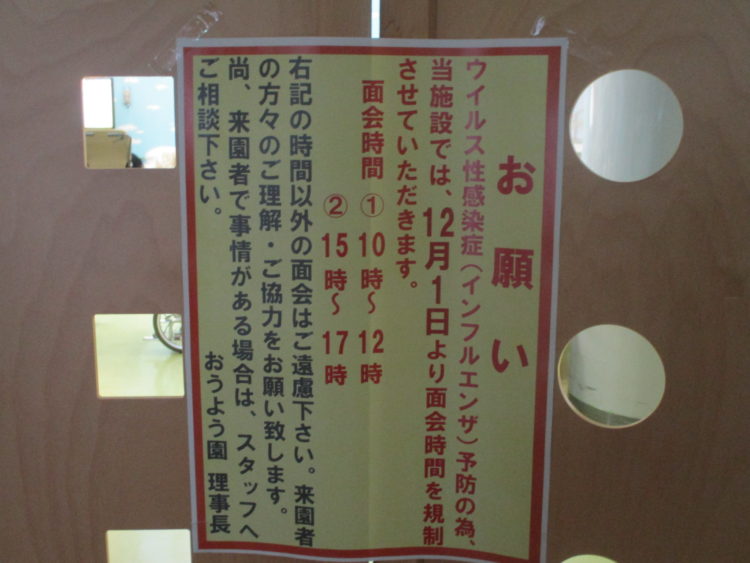 お願い
ウイルス性感染症(インフルエンザ)予防の為、
当施設では、12月1日より面会時間を規制
させていただきます。
面会時間 ① 10時～12時
② 15時～17時
右記の時間以外の面会はご遠慮下さい。来園者
の方々のご理解・ご協力をお願い致します。
尚、来園者で事情がある場合は、スタッフへ
ご相談下さい。
おうよう園 理事長